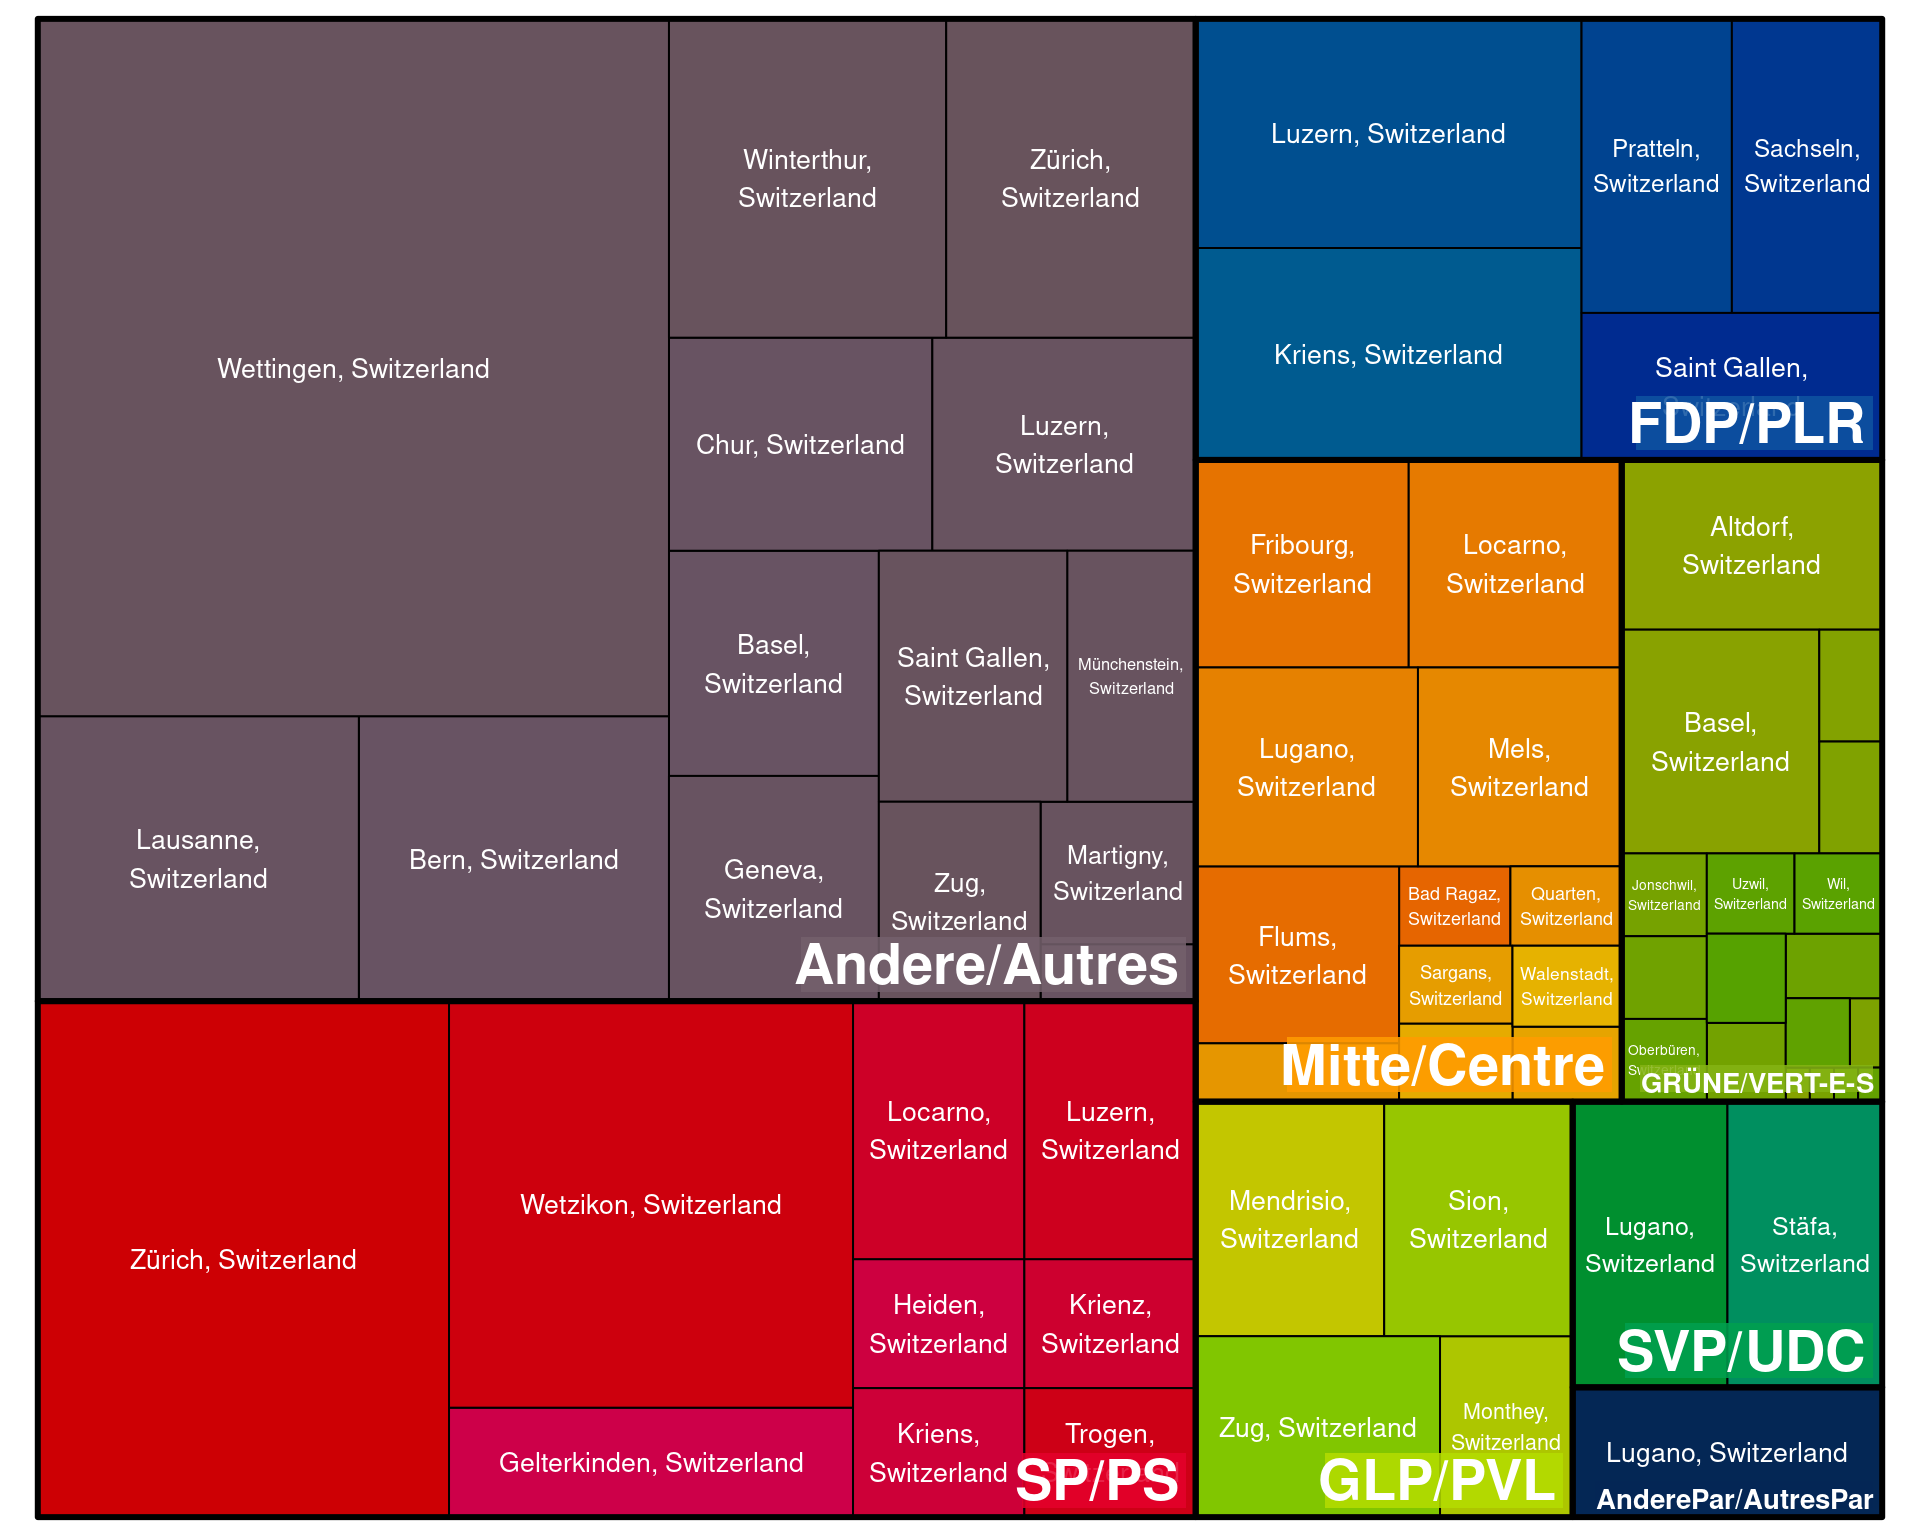 Wettingen, Switzerland
Winterthur,
Switzerland
Zürich,
Switzerland
Chur, Switzerland
Luzern,
Switzerland
Basel,
Switzerland
Saint Gallen,
Switzerland
Münchenstein,
Switzerland
Lausanne,
Switzerland
Bern, Switzerland
Geneva,
Switzerland
Zug,
Switzerland
Martigny,
Switzerland
Andere/Autres
Zürich, Switzerland
Wetzikon, Switzerland
Gelterkinden, Switzerland
Locarno,
Switzerland
Luzern,
Switzerland
Heiden,
Switzerland
Krienz,
Switzerland
Kriens,
Switzerland
Trogen,
SP/PS
Luzern, Switzerland
Kriens, Switzerland
Pratteln,
Switzerland
Sachseln,
Switzerland
Saint Gallen,
Switzerland
FDP/PLR
Fribourg,
Switzerland
Locarno,
Switzerland
Lugano,
Switzerland
Mels,
Switzerland
Flums,
Switzerland
Bad Ragaz,
Switzerland
Quarten,
Switzerland
Sargans,
Switzerland
Walenstadt,
Switzerland
Mitte/Centre
Altdorf,
Switzerland
Basel,
Switzerland
Jonschwil,
Switzerland
Uzwil,
Switzerland
Wil,
Switzerland
Oberbüren,
GRÜNE/VERT-E-S
Mendrisio,
Switzerland
Sion,
Switzerland
Zug, Switzerland
Monthey,
Switzerland
GLP/PVL
Lugano,
Switzerland
Stäfa,
Switzerland
SVP/UDC
Lugano, Switzerland
AnderePar/AutresPar